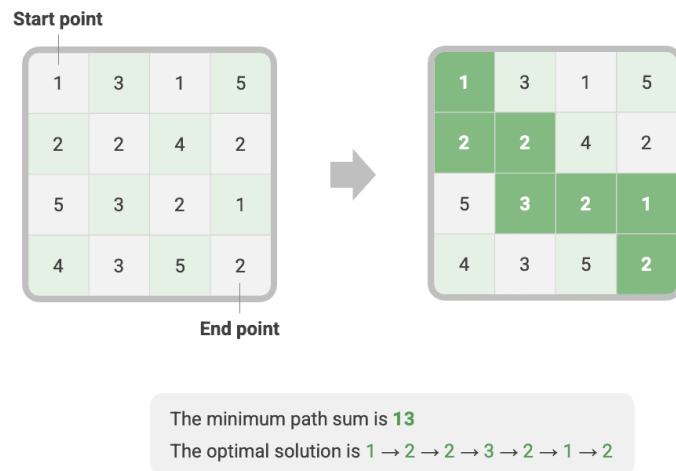 Start point
1 3 1 5
2 2 4 2
5 3 2 1
4 3 5 2
End point
1 3 1 5
2 2 4 2
5 3 2 1
4 3 5 2
The minimum path sum is 13
The optimal solution is 1 → 2 → 2 → 3 → 2 → 1 → 2